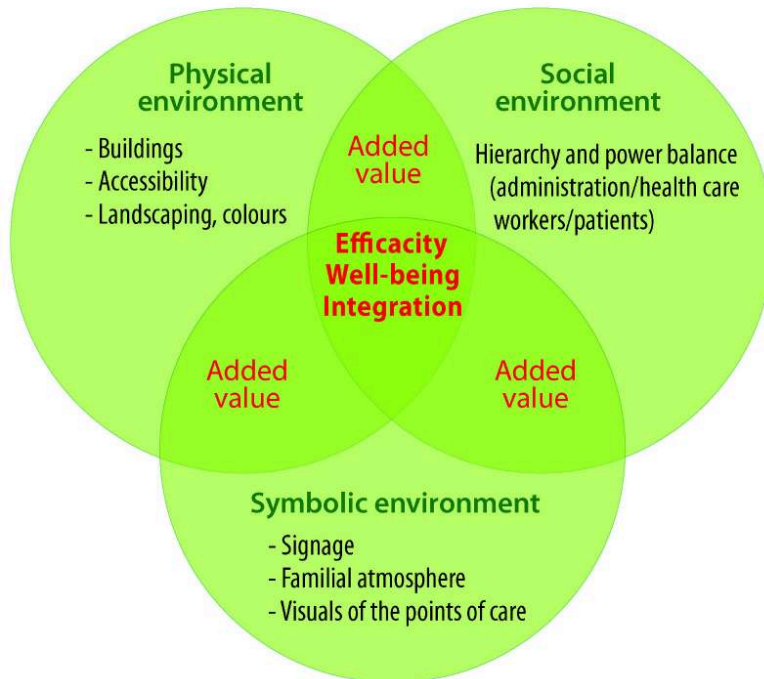 Physical
environment
- Buildings
- Accessibility
- Landscaping, colours
Social
environment
Hierarchy and power balance
(administration/health care
workers/patients)
Added
value
Efficacity
Well-being
Integration
Added
value
Added
value
Symbolic environment
- Signage
- Familial atmosphere
- Visuals of the points of care